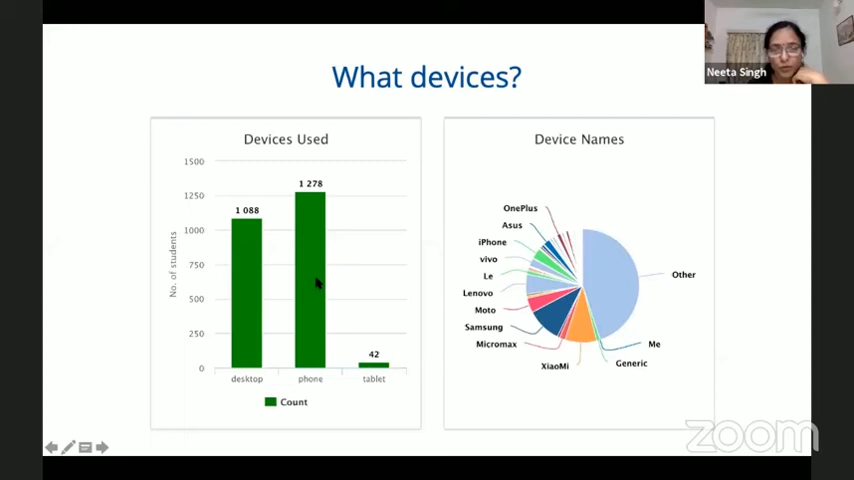 Neeta Singh
What devices?
Devices Used
1500
1250
1000
750
500
250
0
No. of students
1 088
1 278
42
desktop
phone
tablet
Count
Device Names
OnePlus
Asus
iPhone
vivo
Le
Lenovo
Moto
Samsung
Micromax
XiaoMi
Generic
Me
Other
zoom